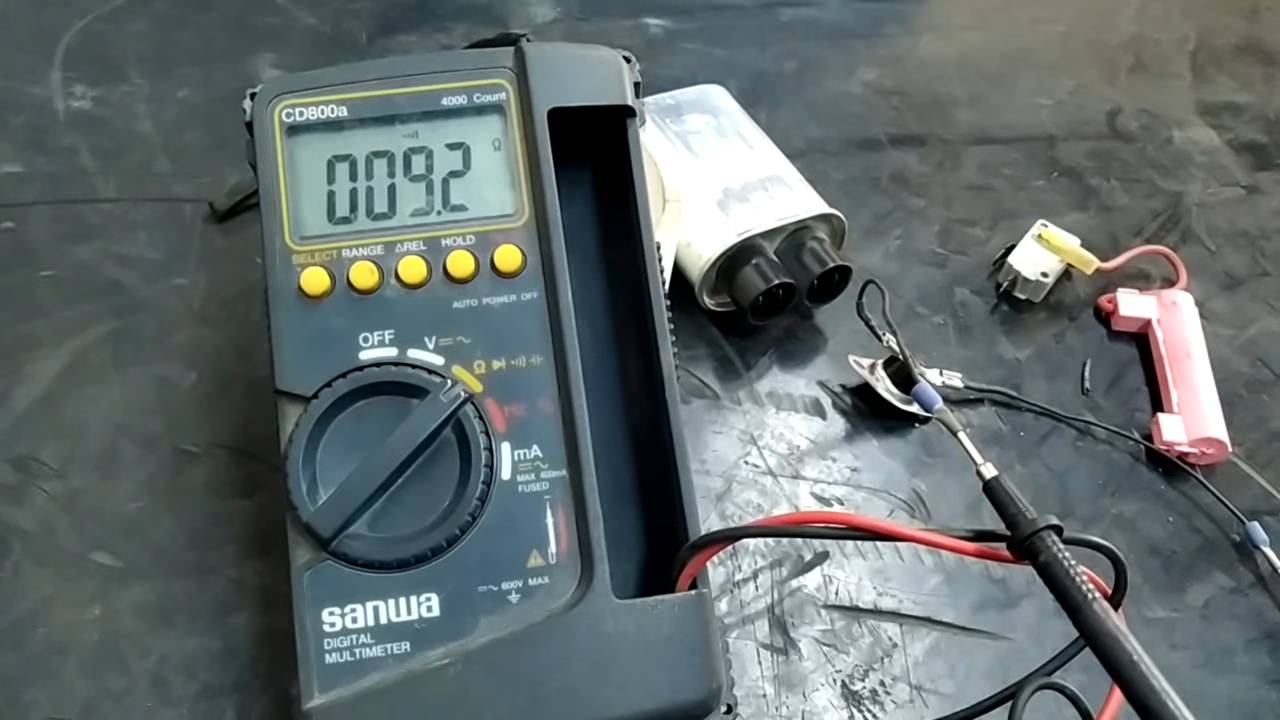 CD800a
4000 Count
Ω
009.2
SELECT RANGE ΔREL HOLD
AUTO POWER OFF
OFF
V
Ω
Hz
mA
MAX 400mA
FUSED
600V MAX
sanwa
DIGITAL
MULTIMETER